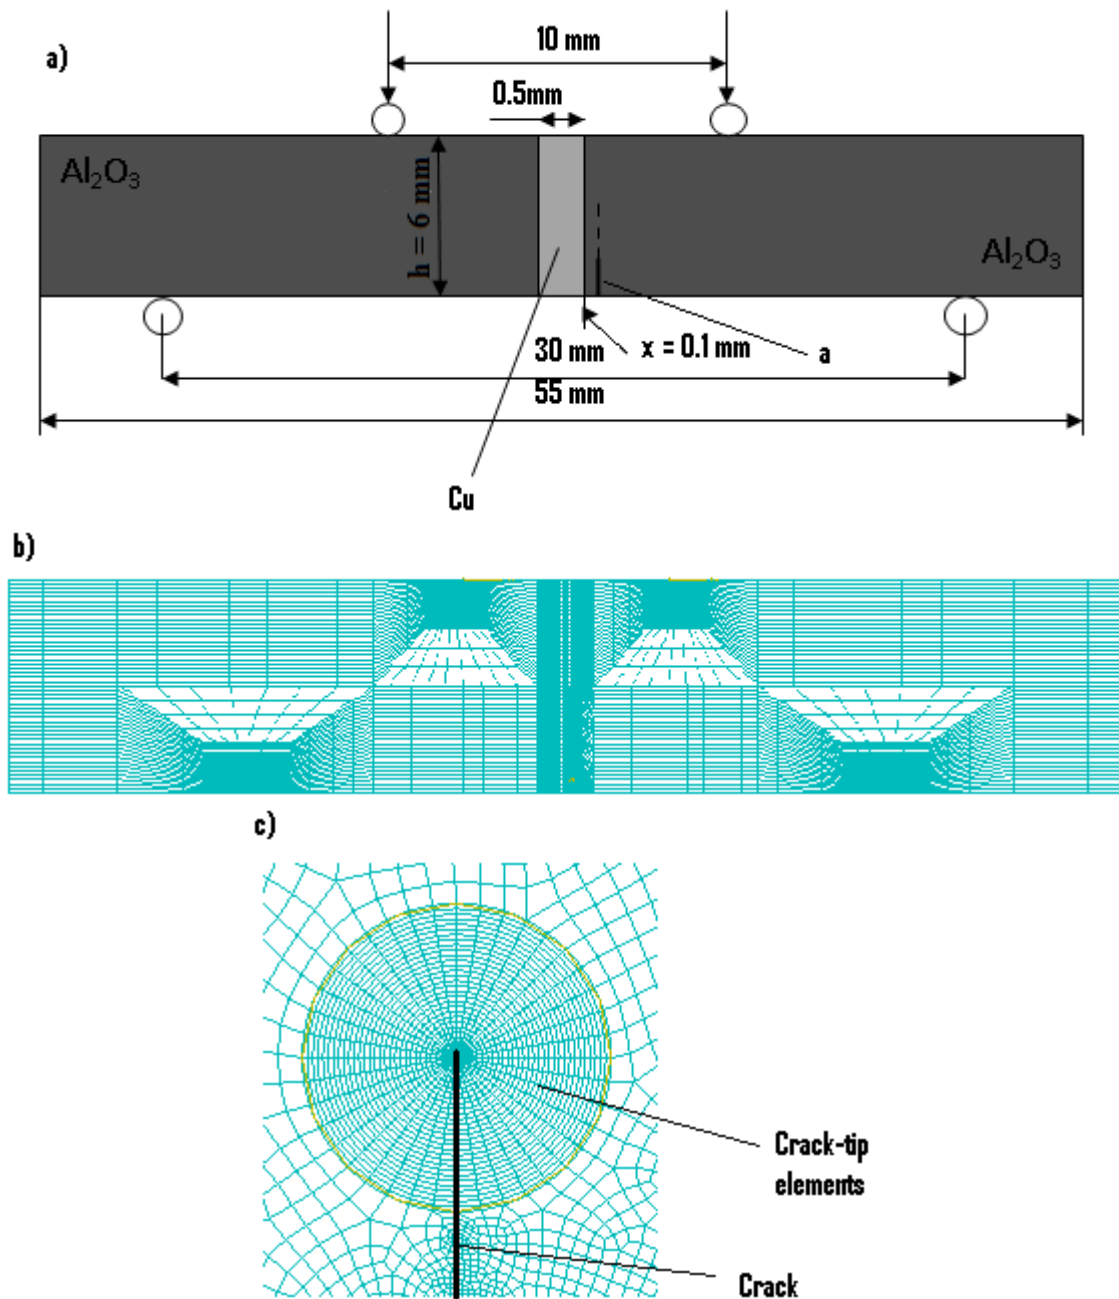 a)
10 mm
0.5mm
Al₂O₃
h = 6 mm
Al₂O₃
30 mm
x = 0.1 mm
a
55 mm
Cu
b)
c)
Crack-tip
elements
Crack